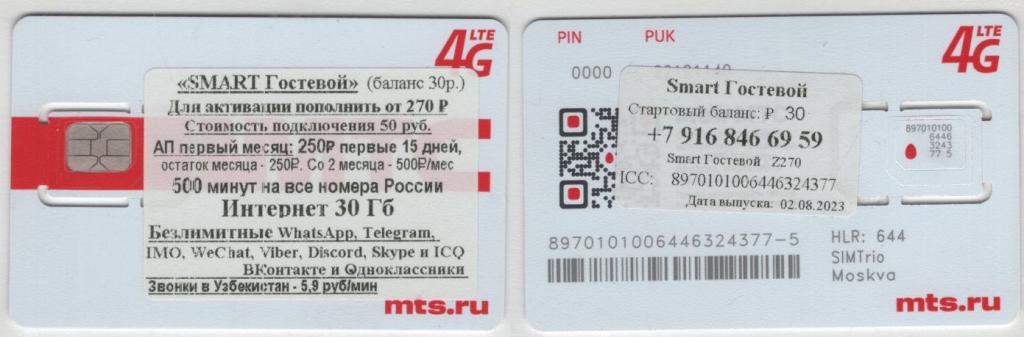 4G LTE
«SMART Гостевой» (баланс 30р.)
Для активации пополнить от 270 ₽
Стоимость подключения 50 руб.
АП первый месяц: 250₽ первые 15 дней,
остаток месяца - 250₽. Со 2 месяца - 500₽/мес
500 минут на все номера России
Интернет 30 Гб
Безлимитные WhatsApp, Telegram,
IMO, WeChat, Viber, Discord, Skype и ICQ
ВКонтакте и Одноклассники
Звонки в Узбекистан - 5,9 руб/мин
mts.ru
PIN PUK
4G LTE
0000
Smart Гостевой
Стартовый баланс: ₽ 30
+7 916 846 69 59
Smart Гостевой Z270
ICC: 8970101006446324377
Дата выпуска: 02.08.2023
897010100
6446
3243
77 5
8970101006446324377-5
HLR: 644
SIMTrio
Moskva
mts.ru